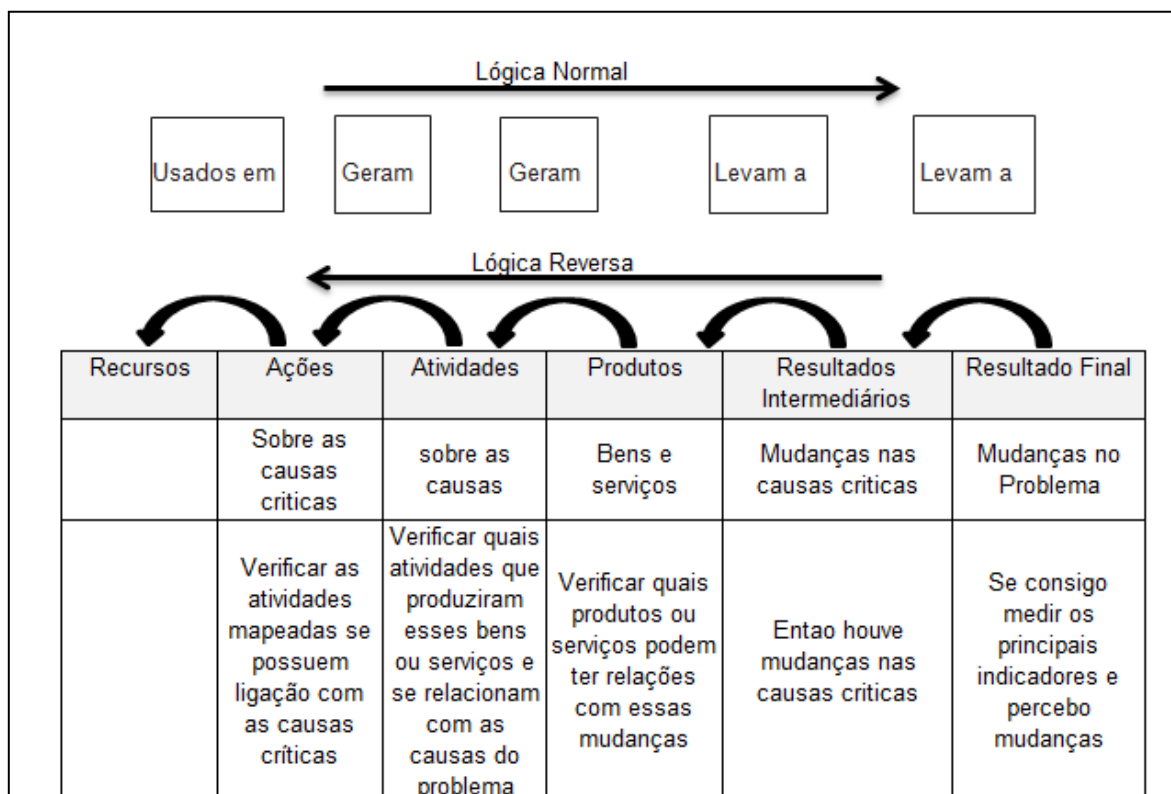 Lógica Normal
Usados em
Geram
Geram
Levam a
Levam a
Lógica Reversa
Recursos
Ações
Atividades
Produtos
Resultados
Intermediários
Resultado Final
Sobre as
causas
criticas
sobre as
causas
Bens e
serviços
Mudanças nas
causas criticas
Mudanças no
Problema
Verificar as
atividades
mapeadas se
possuem
ligação com
as causas
críticas
Verificar quais
atividades que
produziram
esses bens
ou serviços e
se relacionam
com as
causas do
problema
Verificar quais
produtos ou
serviços podem
ter relações
com essas
mudanças
Entao houve
mudanças nas
causas criticas
Se consigo
medir os
principais
indicadores e
percebo
mudanças